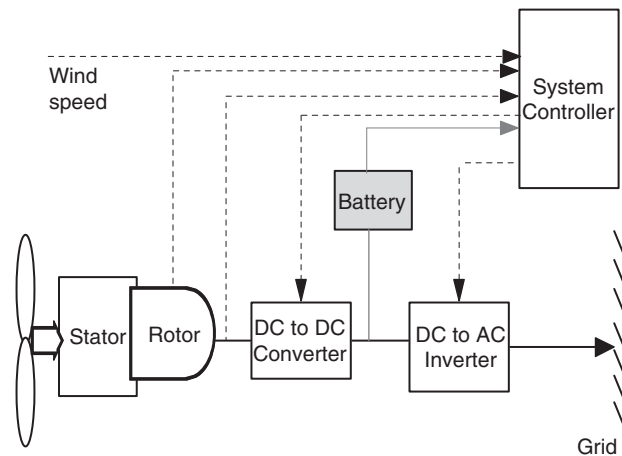 Wind
speed
System
Controller
Battery
Stator
Rotor
DC to DC
Converter
DC to AC
Inverter
Grid